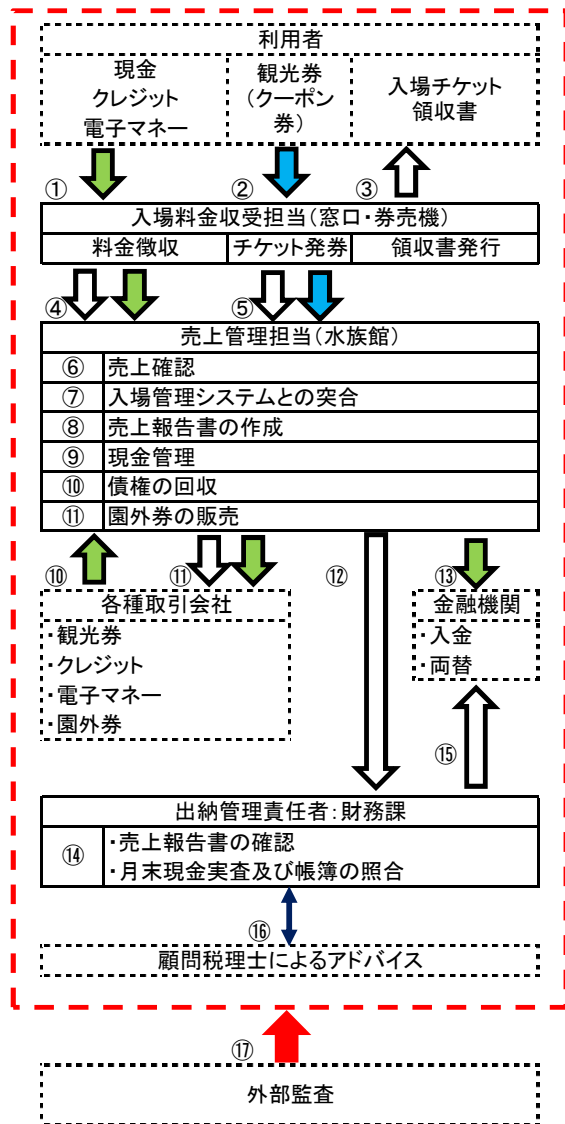 利用者
現金
クレジット
電子マネー
観光券
(クーポン
券)
入場チケット
領収書
① ② ③
入場料金収受担当(窓口・券売機)
料金徴収 チケット発券 領収書発行
④ ⑤
売上管理担当(水族館)
⑥ 売上確認
⑦ 入場管理システムとの突合
⑧ 売上報告書の作成
⑨ 現金管理
⑩ 債権の回収
⑪ 園外券の販売
⑩ ⑪ ⑫ ⑬
各種取引会社
・観光券
・クレジット
・電子マネー
・園外券
金融機関
・入金
・両替
⑮
出納管理責任者:財務課
⑭ ・売上報告書の確認
・月末現金実査及び帳簿の照合
⑯
顧問税理士によるアドバイス
⑰
外部監査